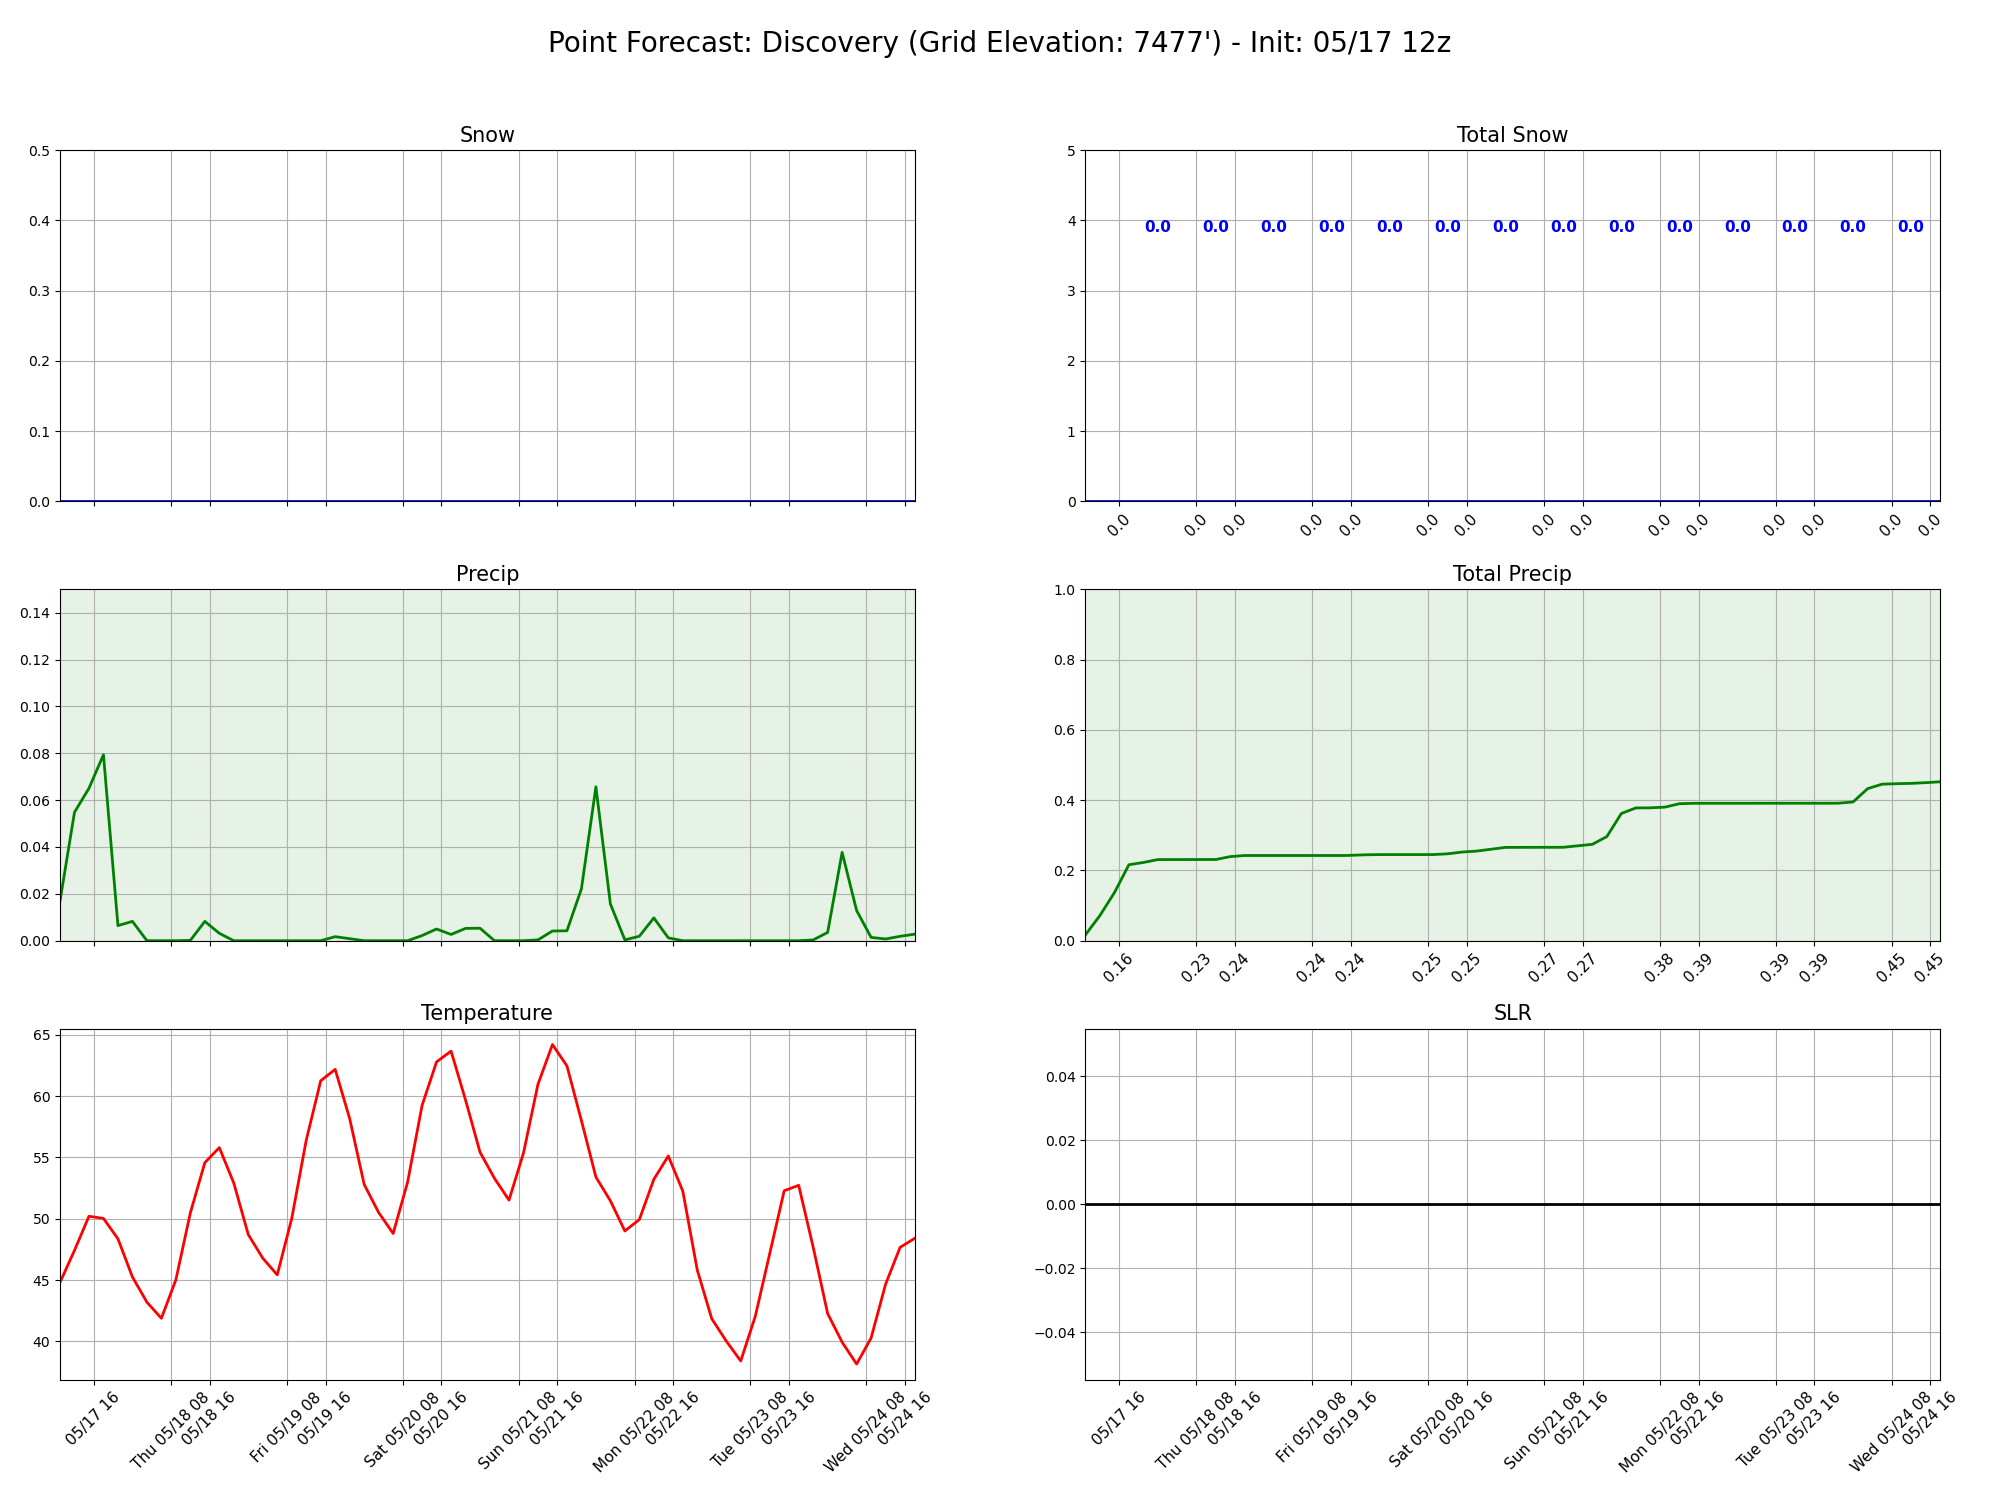 Point Forecast: Discovery (Grid Elevation: 7477') - Init: 05/17 12z
Snow
0.5
0.4
0.3
0.2
0.1
0.0
Total Snow
5
4
3
2
1
0
0.0 0.0 0.0 0.0 0.0 0.0 0.0 0.0 0.0 0.0 0.0 0.0 0.0 0.0
0.0 0.0 0.0 0.0 0.0 0.0 0.0 0.0 0.0 0.0 0.0 0.0 0.0 0.0 0.0
Precip
0.14
0.12
0.10
0.08
0.06
0.04
0.02
0.00
Total Precip
1.0
0.8
0.6
0.4
0.2
0.0
0.16 0.23 0.24 0.24 0.24 0.25 0.25 0.27 0.27 0.38 0.39 0.39 0.39 0.45 0.45
Temperature
65
60
55
50
45
40
05/17 16
Thu 05/18 08
05/18 16
Fri 05/19 08
05/19 16
Sat 05/20 08
05/20 16
Sun 05/21 08
05/21 16
Mon 05/22 08
05/22 16
Tue 05/23 08
05/23 16
Wed 05/24 08
05/24 16
SLR
0.04
0.02
0.00
−0.02
−0.04
05/17 16
Thu 05/18 08
05/18 16
Fri 05/19 08
05/19 16
Sat 05/20 08
05/20 16
Sun 05/21 08
05/21 16
Mon 05/22 08
05/22 16
Tue 05/23 08
05/23 16
Wed 05/24 08
05/24 16